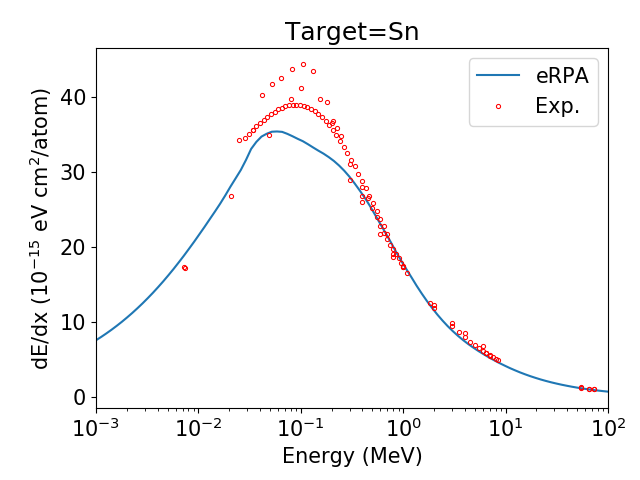 Target=Sn
eRPA
Exp.
dE/dx (10⁻¹⁵ eV cm²/atom)
40
30
20
10
0
10⁻³ 10⁻² 10⁻¹ 10⁰ 10¹ 10²
Energy (MeV)